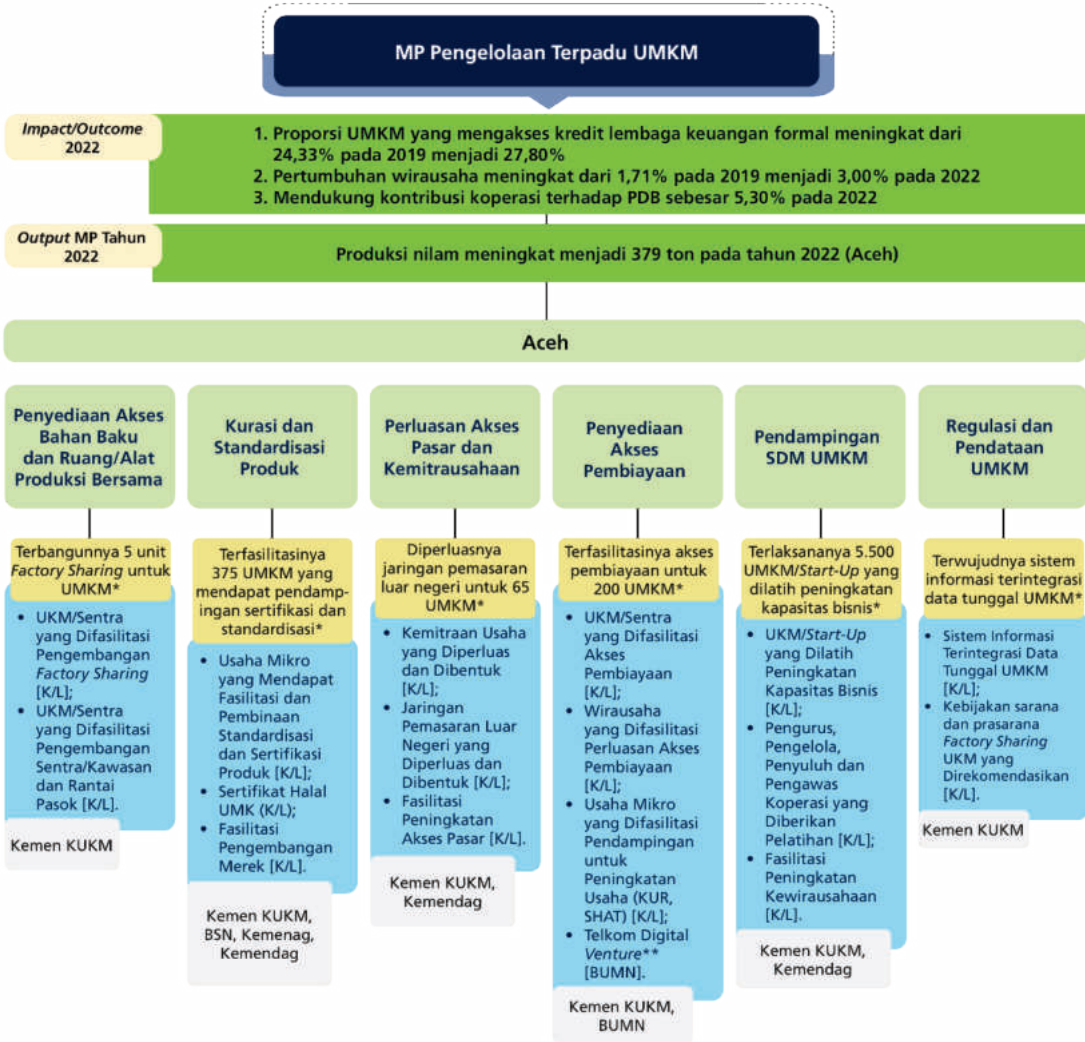 MP Pengelolaan Terpadu UMKM
Impact/Outcome
2022
1. Proporsi UMKM yang mengakses kredit lembaga keuangan formal meningkat dari
24,33% pada 2019 menjadi 27,80%
2. Pertumbuhan wirausaha meningkat dari 1,71% pada 2019 menjadi 3,00% pada 2022
3. Mendukung kontribusi koperasi terhadap PDB sebesar 5,30% pada 2022
Output MP Tahun
2022
Produksi nilam meningkat menjadi 379 ton pada tahun 2022 (Aceh)
Aceh
Penyediaan Akses
Bahan Baku
dan Ruang/Alat
Produksi Bersama
Terbangunnya 5 unit
Factory Sharing untuk
UMKM*
• UKM/Sentra
yang Difasilitasi
Pengembangan
Factory Sharing
[K/L];
• UKM/Sentra
yang Difasilitasi
Pengembangan
Sentra/Kawasan
dan Rantai
Pasok [K/L].
Kemen KUKM
Kurasi dan
Standardisasi
Produk
Terfasilitasinya
375 UMKM yang
mendapat pendamp-
ingan sertifikasi dan
standardisasi*
• Usaha Mikro
yang Mendapat
Fasilitasi dan
Pembinaan
Standardisasi
dan Sertifikasi
Produk [K/L];
• Sertifikat Halal
UMK (K/L);
• Fasilitasi
Pengembangan
Merek [K/L].
Kemen KUKM,
BSN, Kemenag,
Kemendag
Perluasan Akses
Pasar dan
Kemitrausahaan
Diperluasnya
jaringan pemasaran
luar negeri untuk 65
UMKM*
• Kemitraan Usaha
yang Diperluas
dan Dibentuk
[K/L];
• Jaringan
Pemasaran Luar
Negeri yang
Diperluas dan
Dibentuk [K/L];
• Fasilitasi
Peningkatan
Akses Pasar [K/L].
Kemen KUKM,
Kemendag
Penyediaan
Akses
Pembiayaan
Terfasilitasinya akses
pembiayaan untuk
200 UMKM*
• UKM/Sentra
yang Difasilitasi
Akses
Pembiayaan
[K/L];
• Wirausaha
yang Difasilitasi
Perluasan Akses
Pembiayaan
[K/L];
• Usaha Mikro
yang Difasilitasi
Pendampingan
untuk
Peningkatan
Usaha (KUR,
SHAT) [K/L];
• Telkom Digital
Venture**
[BUMN].
Kemen KUKM,
BUMN
Pendampingan
SDM UMKM
Terlaksananya 5.500
UMKM/Start-Up yang
dilatih peningkatan
kapasitas bisnis*
• UKM/Start-Up
yang Dilatih
Peningkatan
Kapasitas Bisnis
[K/L];
• Pengurus,
Pengelola,
Penyuluh dan
Pengawas
Koperasi yang
Diberikan
Pelatihan [K/L];
• Fasilitasi
Peningkatan
Kewirausahaan
[K/L].
Kemen KUKM,
Kemendag
Regulasi dan
Pendataan
UMKM
Terwujudnya sistem
informasi terintegrasi
data tunggal UMKM*
• Sistem Informasi
Terintegrasi Data
Tunggal UMKM
[K/L];
• Kebijakan sarana
dan prasarana
Factory Sharing
UKM yang
Direkomendasikan
[K/L].
Kemen KUKM